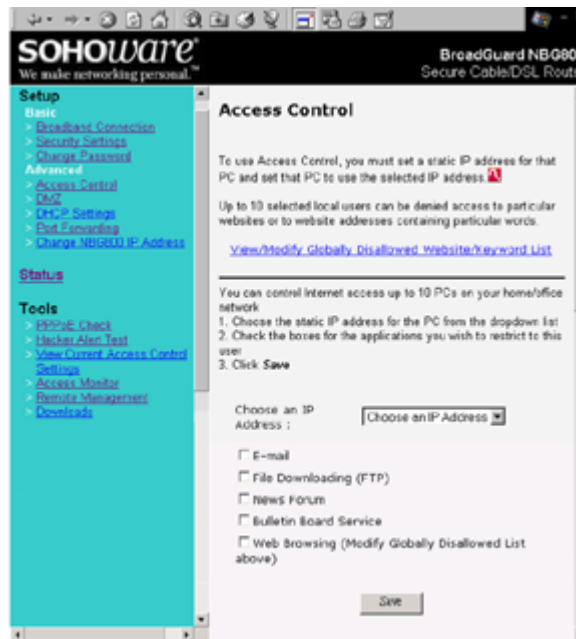 SOHOware
We make networking personal.™
BroadGuard NBG80
Secure Cable/DSL Rout
Setup
Basic
> Broadband Connection
> Security Settings
> Change Password
Advanced
> Access Control
> DMZ
> DHCP Settings
> Port Forwarding
> Change NBG800 IP Address
Status
Tools
> PPPoE Check
> Hacker Alert Test
> View Current Access Control
Settings
> Access Monitor
> Remote Management
> Downloads
Access Control
To use Access Control, you must set a static IP address for that
PC and set that PC to use the selected IP address.
Up to 10 selected local users can be denied access to particular
websites or to website addresses containing particular words.
View/Modify Globally Disallowed Website/Keyword List
You can control Internet access up to 10 PCs on your home/office
network
1. Choose the static IP address for the PC from the dropdown list
2. Check the boxes for the applications you wish to restrict to this
user
3. Click Save
Choose an IP
Address :
Choose an IP Address
E-mail
File Downloading (FTP)
News Forum
Bulletin Board Service
Web Browsing (Modify Globally Disallowed List
above)
Save